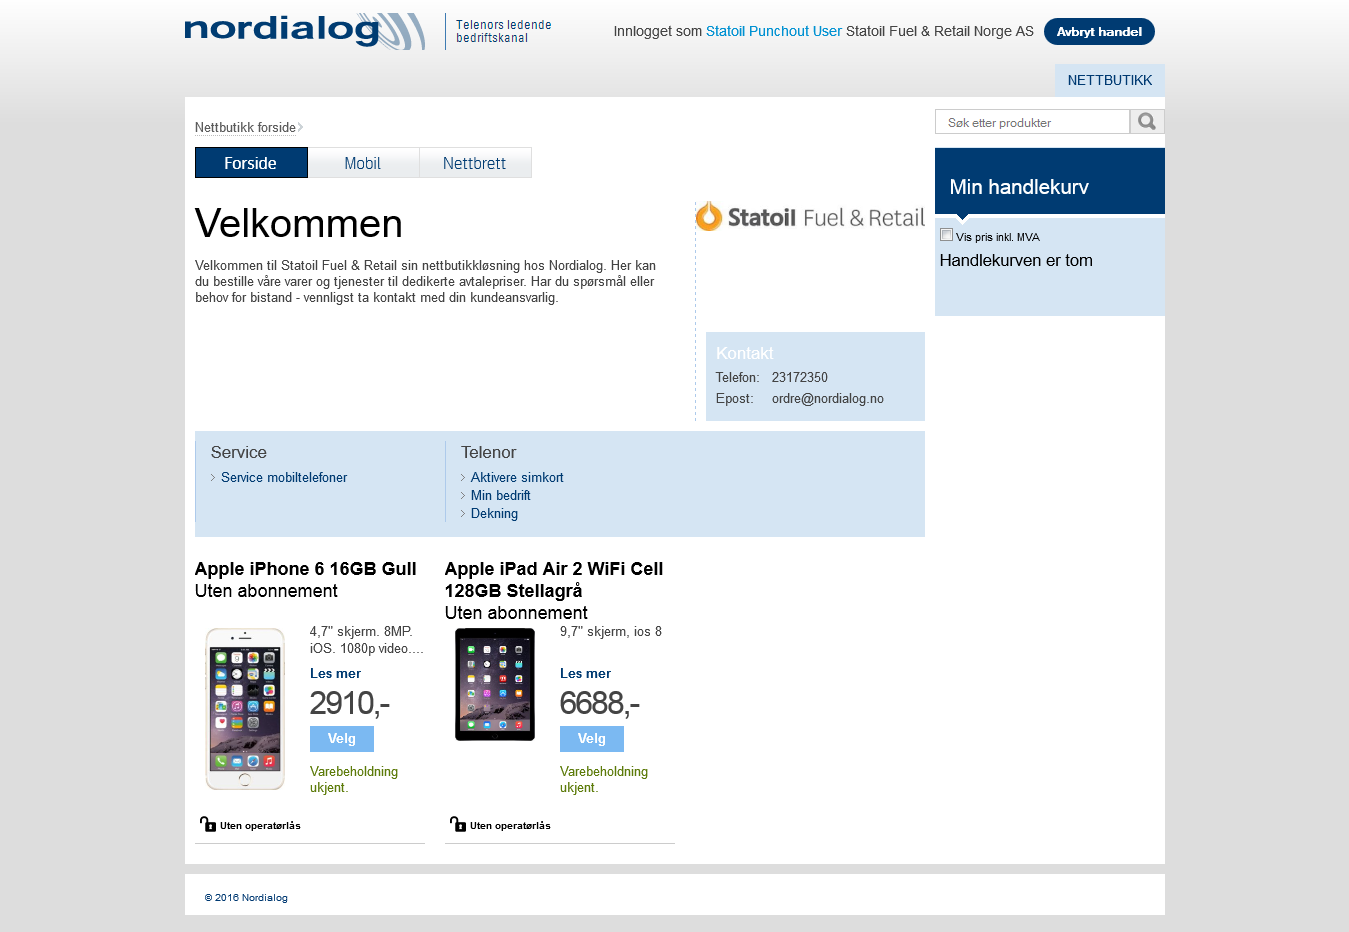 nordialog
Telenors ledende
bedriftskanal
Innlogget som Statoil Punchout User Statoil Fuel & Retail Norge AS
Avbryt handel
NETTBUTIKK
Nettbutikk forside
Søk etter produkter
Forside
Mobil
Nettbrett
Min handlekurv
Velkommen
Statoil Fuel & Retail
Vis pris inkl. MVA
Handlekurven er tom
Velkommen til Statoil Fuel & Retail sin nettbutikkløsning hos Nordialog. Her kan
du bestille våre varer og tjenester til dedikerte avtalepriser. Har du spørsmål eller
behov for bistand - vennligst ta kontakt med din kundeansvarlig.
Kontakt
Telefon: 23172350
Epost: ordre@nordialog.no
Service
Service mobiltelefoner
Telenor
Aktivere simkort
Min bedrift
Dekning
Apple iPhone 6 16GB Gull
Uten abonnement
4,7" skjerm. 8MP.
iOS. 1080p video....
Les mer
2910,-
Velg
Varebeholdning
ukjent.
Uten operatørlås
Apple iPad Air 2 WiFi Cell
128GB Stellagrå
Uten abonnement
9,7" skjerm, ios 8
Les mer
6688,-
Velg
Varebeholdning
ukjent.
Uten operatørlås
© 2016 Nordialog